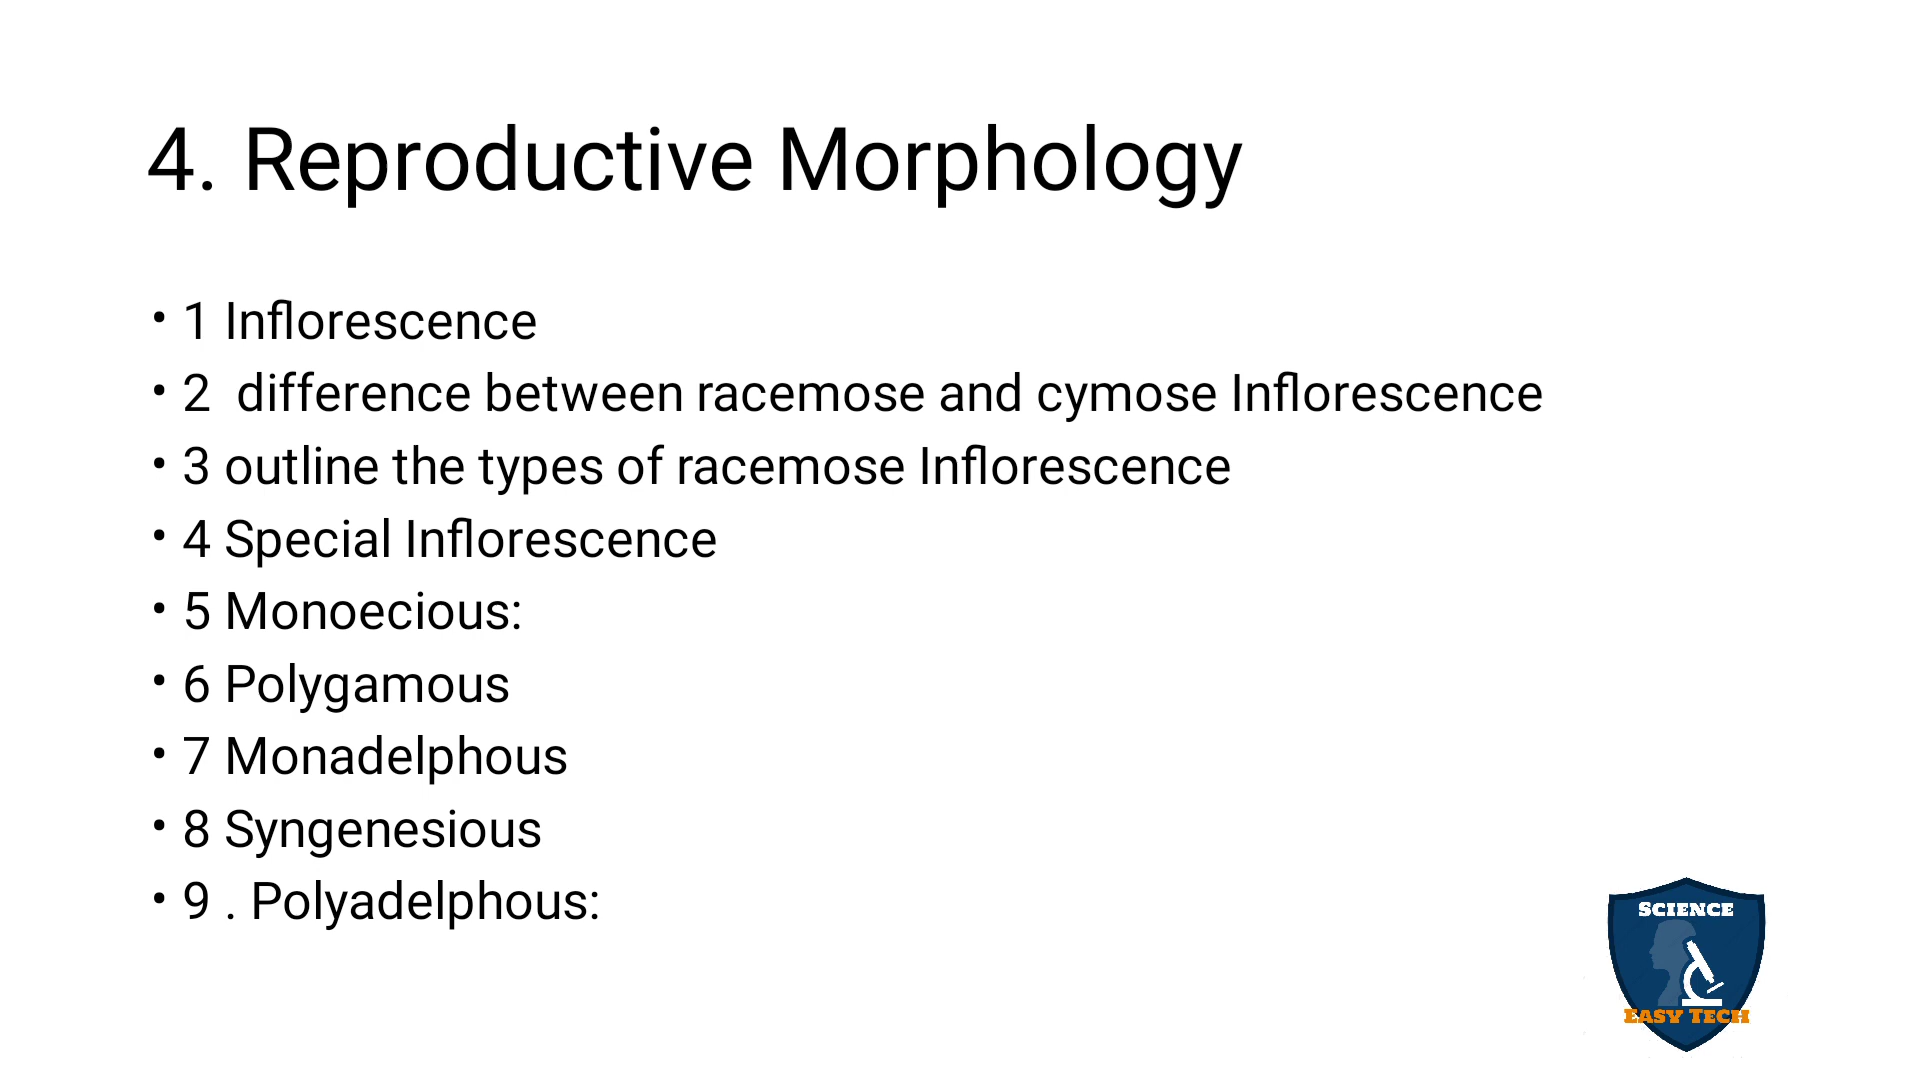 4. Reproductive Morphology
• 1 Inflorescence
• 2  difference between racemose and cymose Inflorescence
• 3 outline the types of racemose Inflorescence
• 4 Special Inflorescence
• 5 Monoecious:
• 6 Polygamous
• 7 Monadelphous
• 8 Syngenesious
• 9 . Polyadelphous:
SCIENCE
EASY TECH